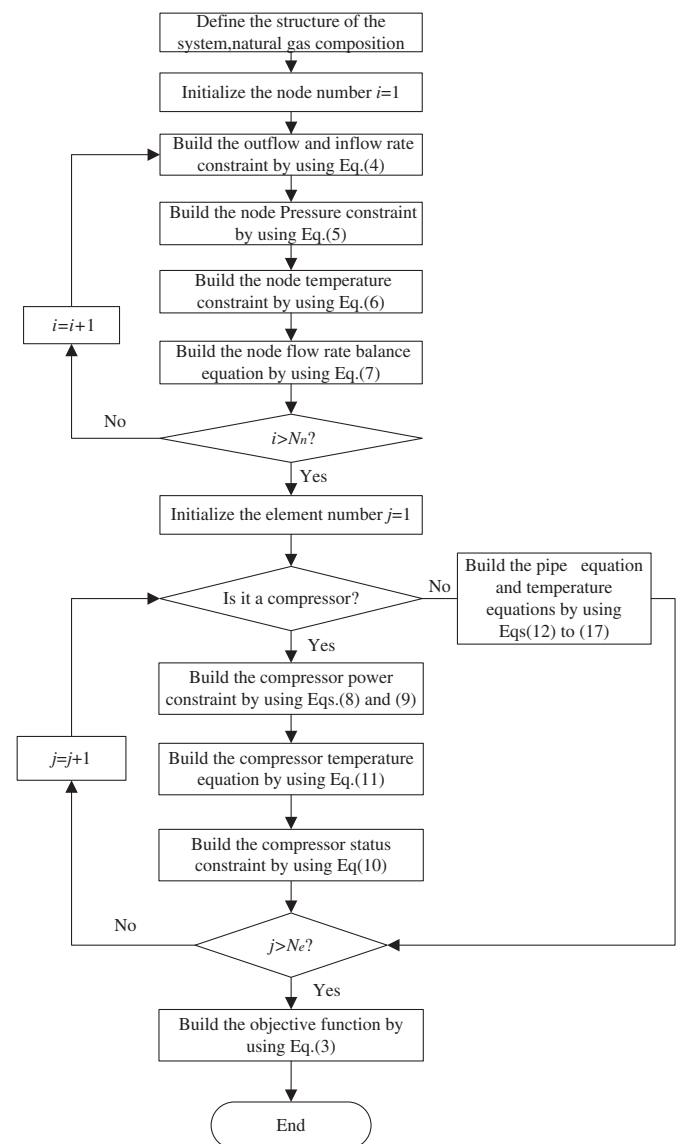 Define the structure of the
system,natural gas composition
Initialize the node number i=1
Build the outflow and inflow rate
constraint by using Eq.(4)
Build the node Pressure constraint
by using Eq.(5)
Build the node temperature
constraint by using Eq.(6)
i=i+1
Build the node flow rate balance
equation by using Eq.(7)
No
i>Nn?
Yes
Initialize the element number j=1
Is it a compressor?
No
Build the pipe equation
and temperature
equations by using
Eqs(12) to (17)
Yes
Build the compressor power
constraint by using Eqs.(8) and (9)
j=j+1
Build the compressor temperature
equation by using Eq.(11)
Build the compressor status
constraint by using Eq(10)
No
j>Ne?
Yes
Build the objective function by
using Eq.(3)
End